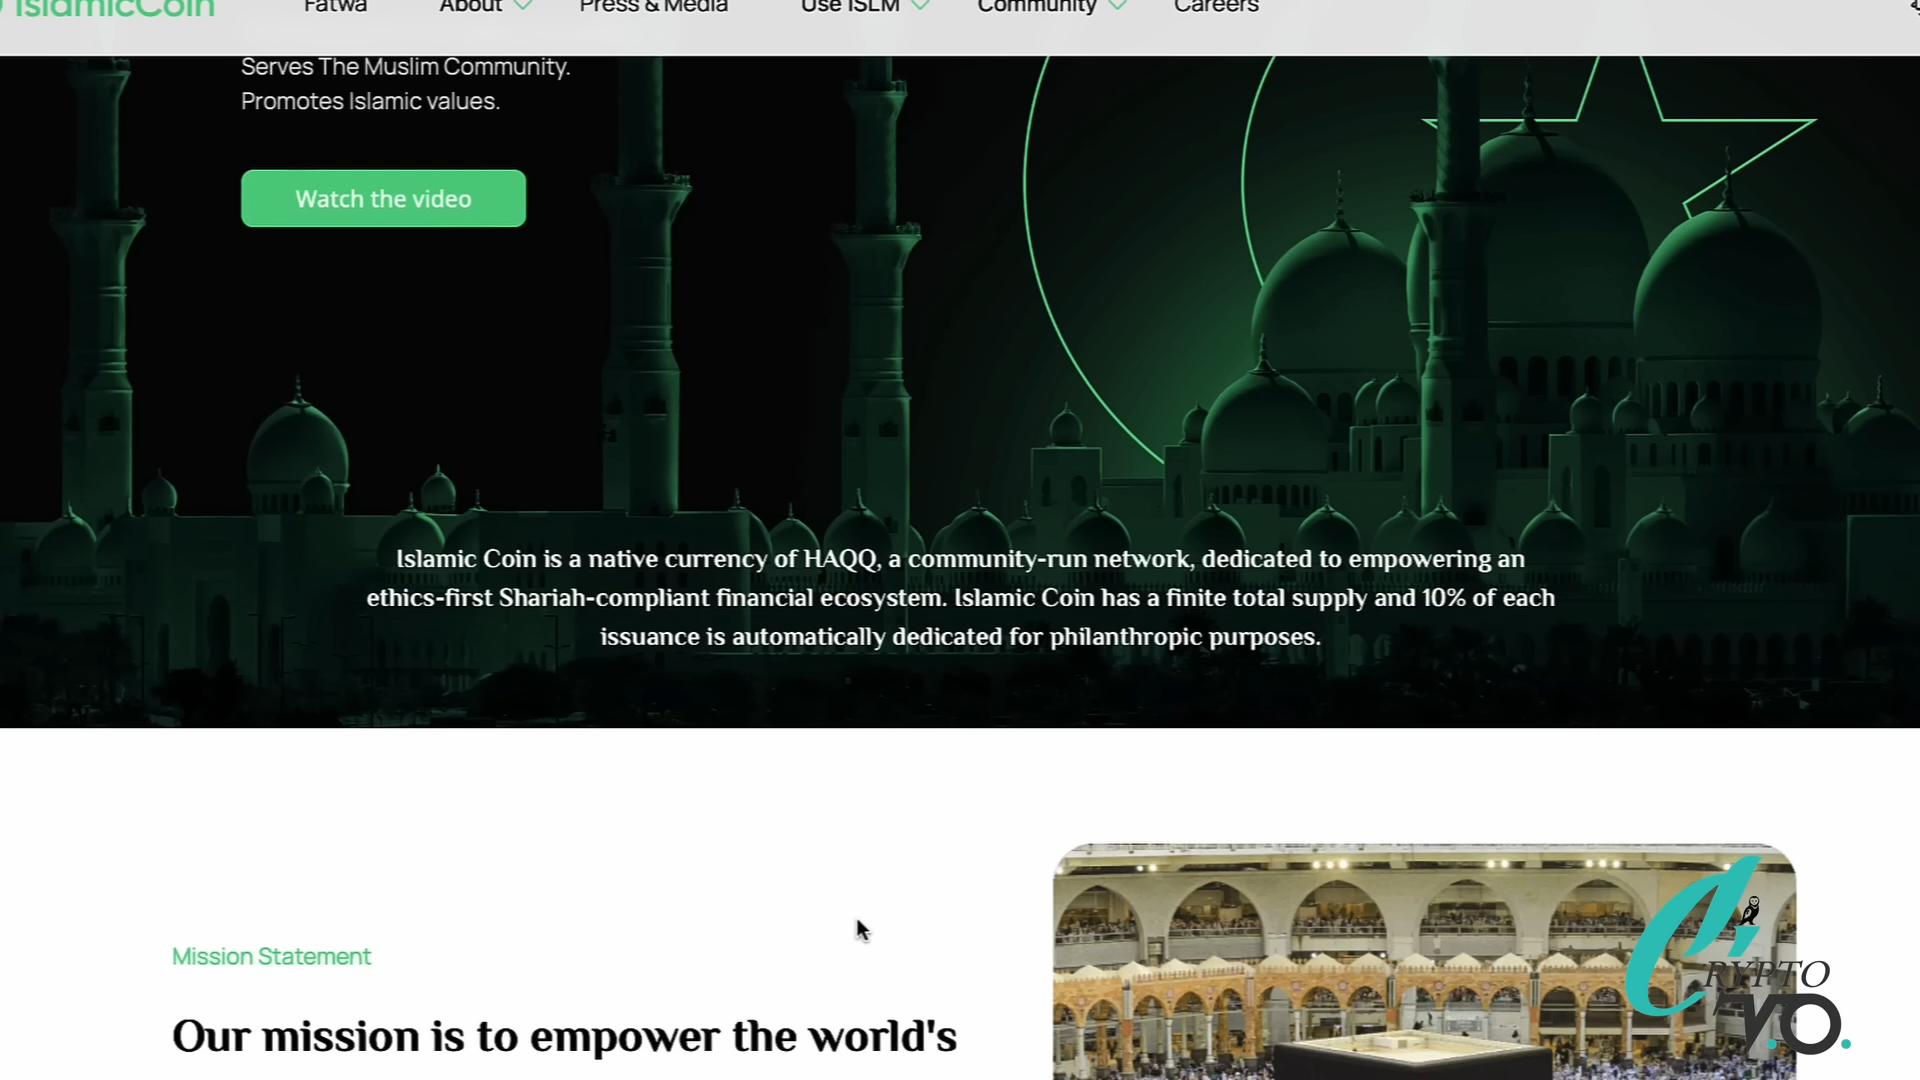 IslamicCoin
Fatwa
About
Press & Media
Use ISLM
Community
Careers
Serves The Muslim Community.
Promotes Islamic values.
Watch the video
Islamic Coin is a native currency of HAQQ, a community-run network, dedicated to empowering an
ethics-first Shariah-compliant financial ecosystem. Islamic Coin has a finite total supply and 10% of each
issuance is automatically dedicated for philanthropic purposes.
Mission Statement
Our mission is to empower the world's
CRYPTO
V.O.